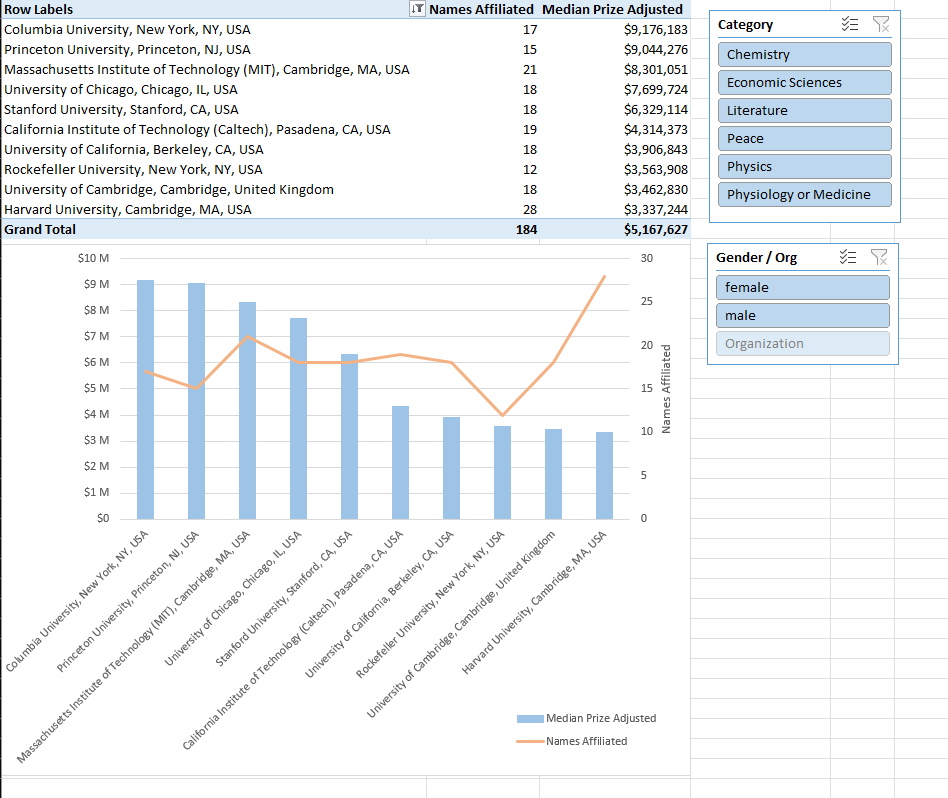 Row Labels Names Affiliated Median Prize Adjusted
Columbia University, New York, NY, USA 17 $9,176,183
Princeton University, Princeton, NJ, USA 15 $9,044,276
Massachusetts Institute of Technology (MIT), Cambridge, MA, USA 21 $8,301,051
University of Chicago, Chicago, IL, USA 18 $7,699,724
Stanford University, Stanford, CA, USA 18 $6,329,114
California Institute of Technology (Caltech), Pasadena, CA, USA 19 $4,314,373
University of California, Berkeley, CA, USA 18 $3,906,843
Rockefeller University, New York, NY, USA 12 $3,563,908
University of Cambridge, Cambridge, United Kingdom 18 $3,462,830
Harvard University, Cambridge, MA, USA 28 $3,337,244
Grand Total 184 $5,167,627
Category
Chemistry
Economic Sciences
Literature
Peace
Physics
Physiology or Medicine
Gender / Org
female
male
Organization
$10 M
$9 M
$8 M
$7 M
$6 M
$5 M
$4 M
$3 M
$2 M
$1 M
$0
30
25
20
15
10
5
0
Names Affiliated
Columbia University, New York, NY, USA
Princeton University, Princeton, NJ, USA
Massachusetts Institute of Technology (MIT), Cambridge, MA, USA
University of Chicago, Chicago, IL, USA
Stanford University, Stanford, CA, USA
California Institute of Technology (Caltech), Pasadena, CA, USA
University of California, Berkeley, CA, USA
Rockefeller University, New York, NY, USA
University of Cambridge, Cambridge, United Kingdom
Harvard University, Cambridge, MA, USA
Median Prize Adjusted
Names Affiliated